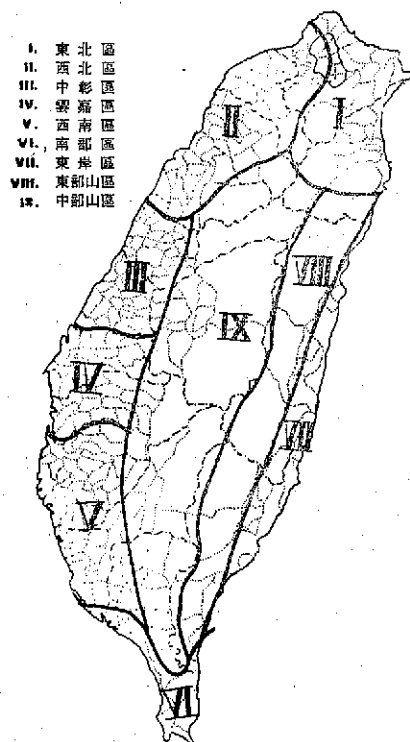 I. 東北區
II. 西北區
III. 中彰區
IV. 雲嘉區
V. 西南區
VI. 南部區
VII. 東岸區
VIII. 東部山區
IX. 中部山區
I
II
III
VIII
IX
IV
VII
V
VI